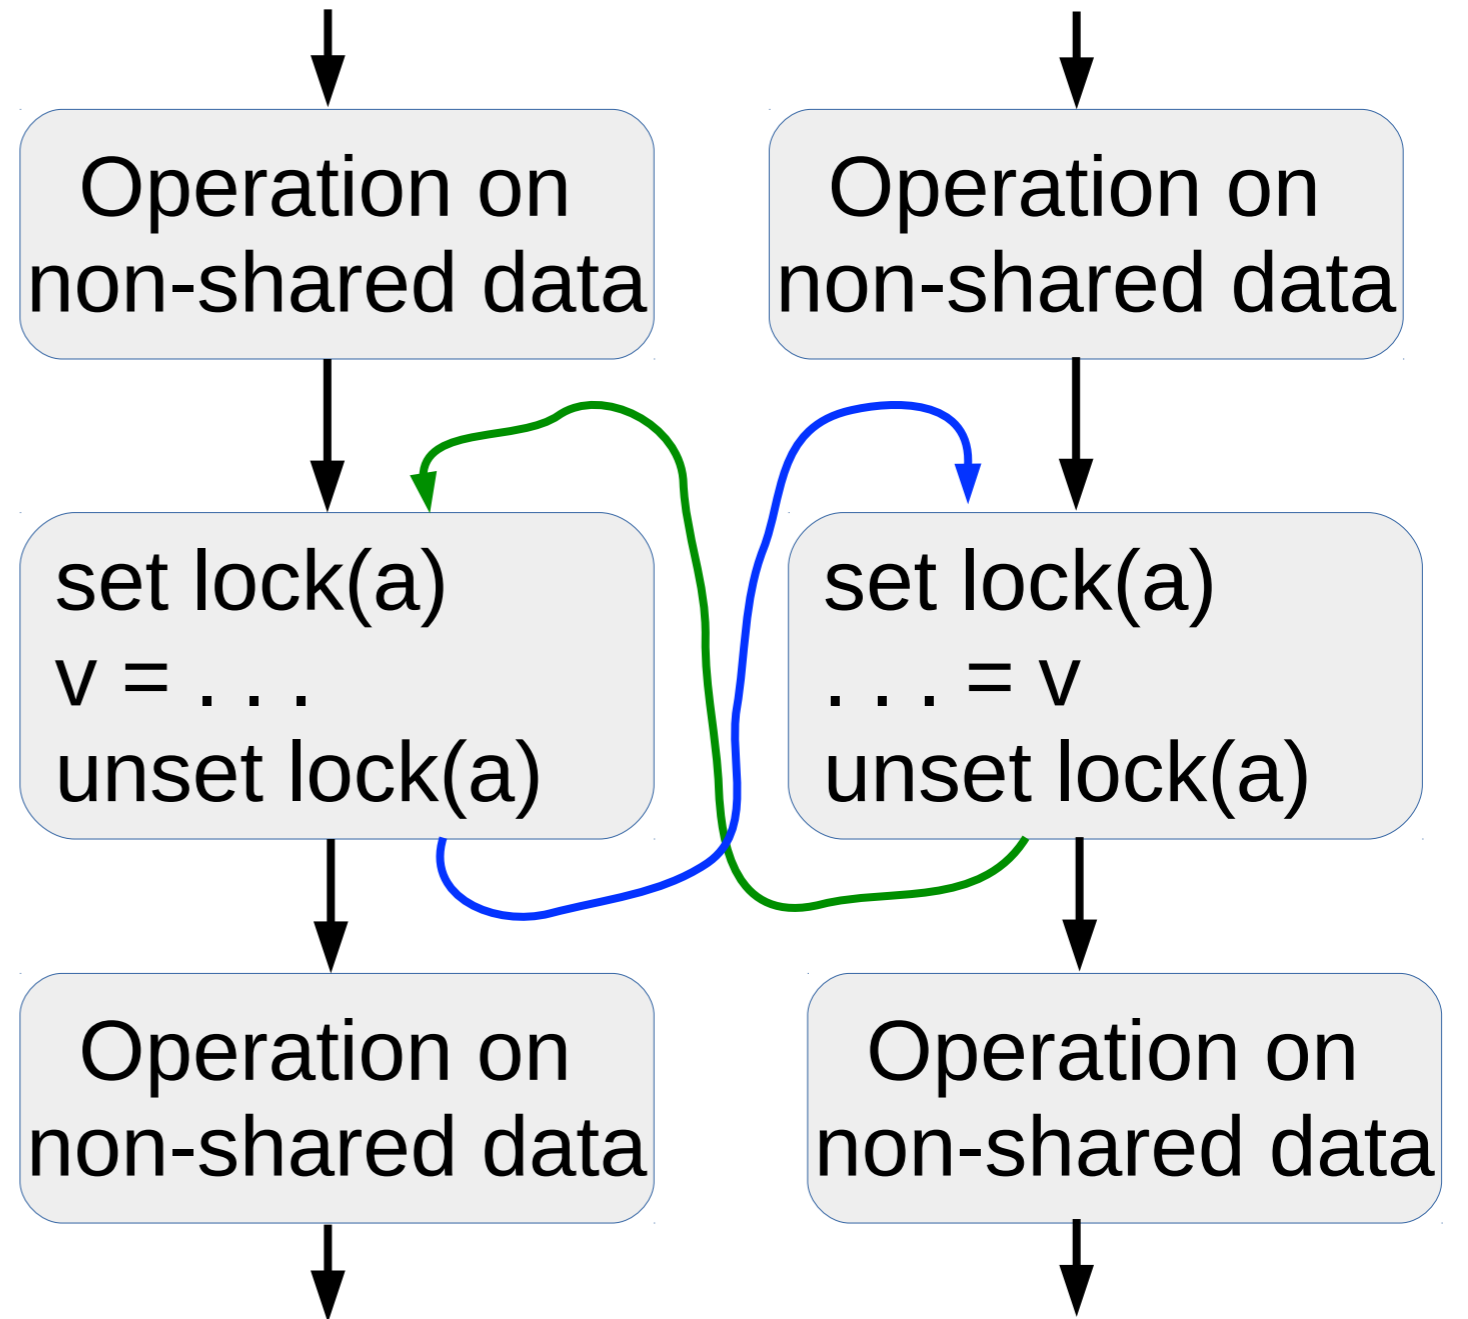 Operation on
non-shared data
Operation on
non-shared data
set lock(a)
v = . . .
unset lock(a)
set lock(a)
. . . = v
unset lock(a)
Operation on
non-shared data
Operation on
non-shared data